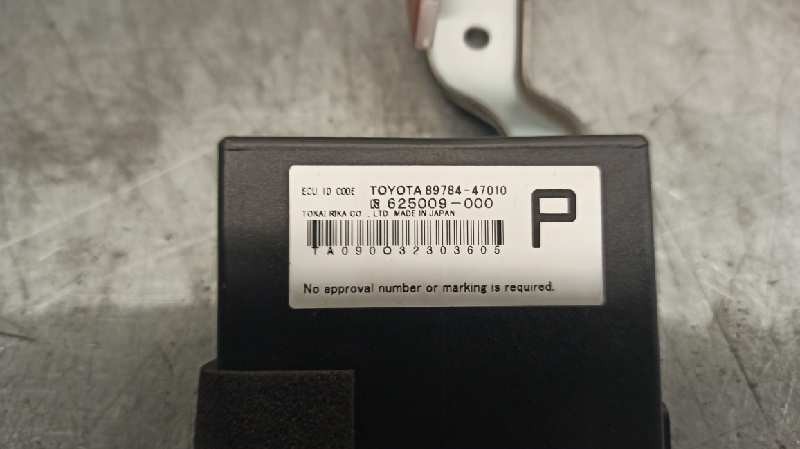 ECU ID CODE TOYOTA 89784-47010
625009-000
TOKAI RIKA CO., LTD. MADE IN JAPAN
P
TA090032303605
No approval number or marking is required.